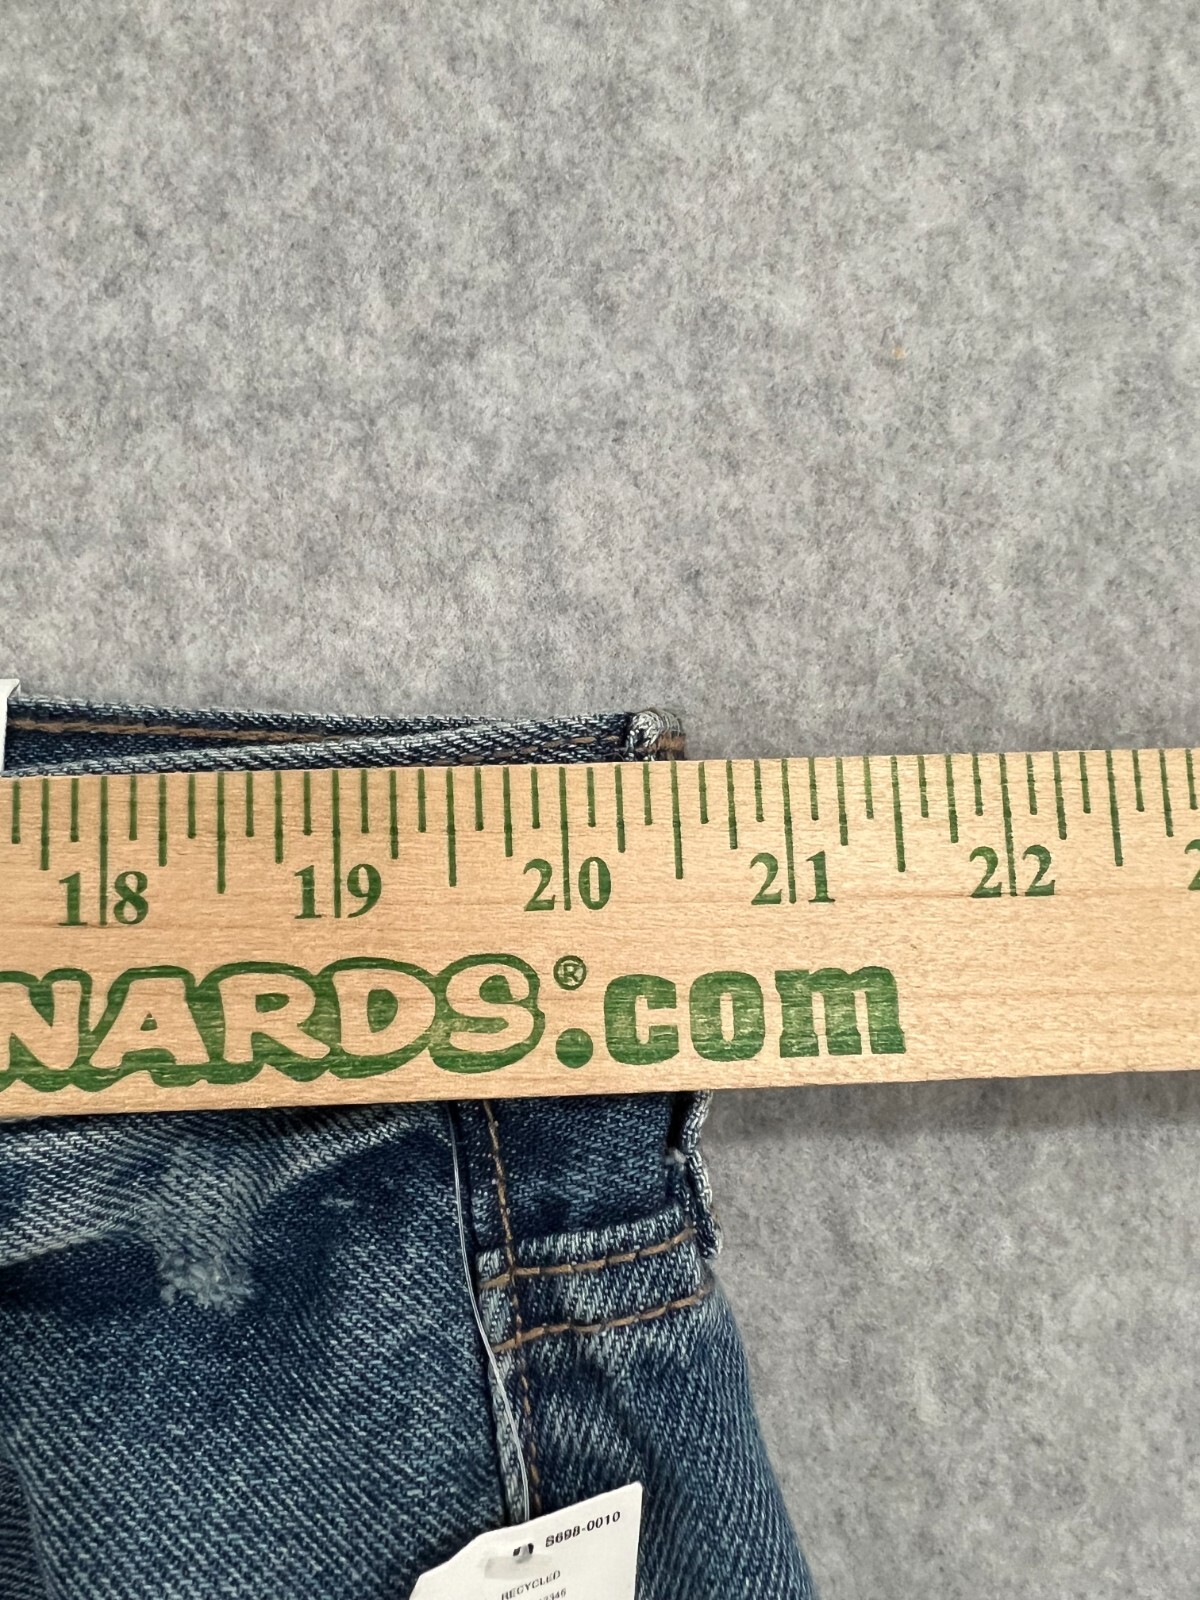 18 19 20 21 22
NARDS®.com
S698-0010
RECYCLED